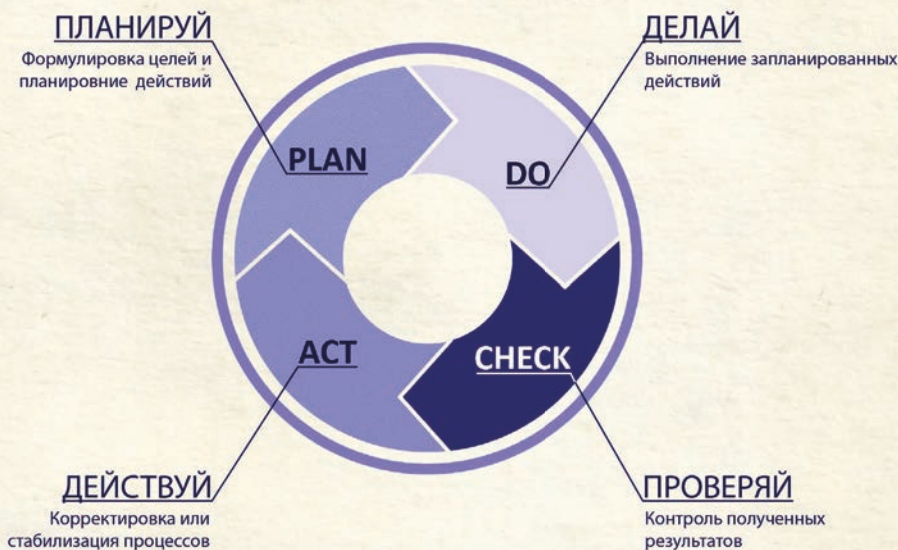 ПЛАНИРУЙ
Формулировка целей и
планировние действий
ДЕЛАЙ
Выполнение запланированных
действий
PLAN
DO
ACT
CHECK
ДЕЙСТВУЙ
Корректировка или
стабилизация процессов
ПРОВЕРЯЙ
Контроль полученных
результатов